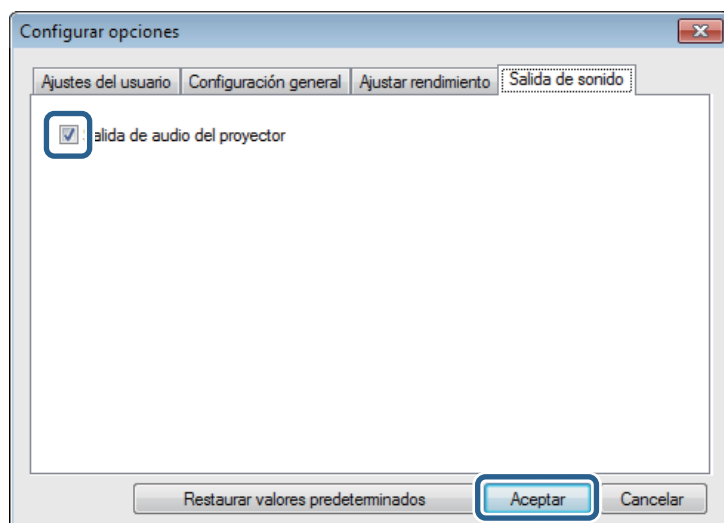 Configurar opciones
Ajustes del usuario Configuración general Ajustar rendimiento Salida de sonido
alida de audio del proyector
Restaurar valores predeterminados Aceptar Cancelar